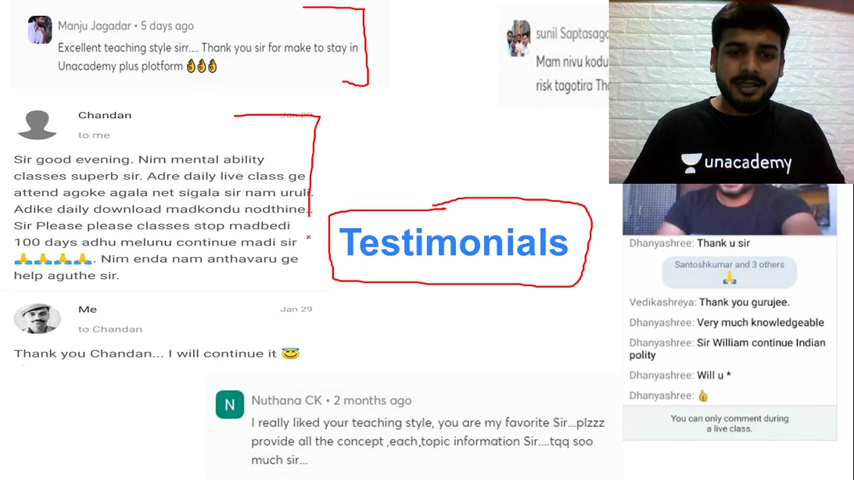 Manju Jagadar • 5 days ago
Excellent teaching style sirr.... Thank you sir for make to stay in
Unacademy plus plotform 👌👌👌
sunil Saptasaga
Mam nivu kodu
risk tagotira Tha
unacademy
Chandan
Jan 29
to me
Sir good evening. Nim mental ability
classes superb sir. Adre daily live class ge
attend agoke agala net sigala sir nam uruli.
Adike daily download madkondu nodthine.
Sir Please please classes stop madbedi
100 days adhu melunu continue madi sir
🙏🙏🙏🙏. Nim enda nam anthavaru ge
help aguthe sir.
Me
Jan 29
to Chandan
Thank you Chandan... I will continue it 😇
Testimonials
Dhanyashree: Thank u sir
Santoshkumar and 3 others
🙏
Vedikashreya: Thank you gurujee.
Dhanyashree: Very much knowledgeable
Dhanyashree: Sir William continue Indian
polity
Dhanyashree: Will u *
Dhanyashree: 👍
You can only comment during
a live class.
N
Nuthana CK • 2 months ago
I really liked your teaching style, you are my favorite Sir...plzzz
provide all the concept ,each,topic information Sir....tqq soo
much sir...